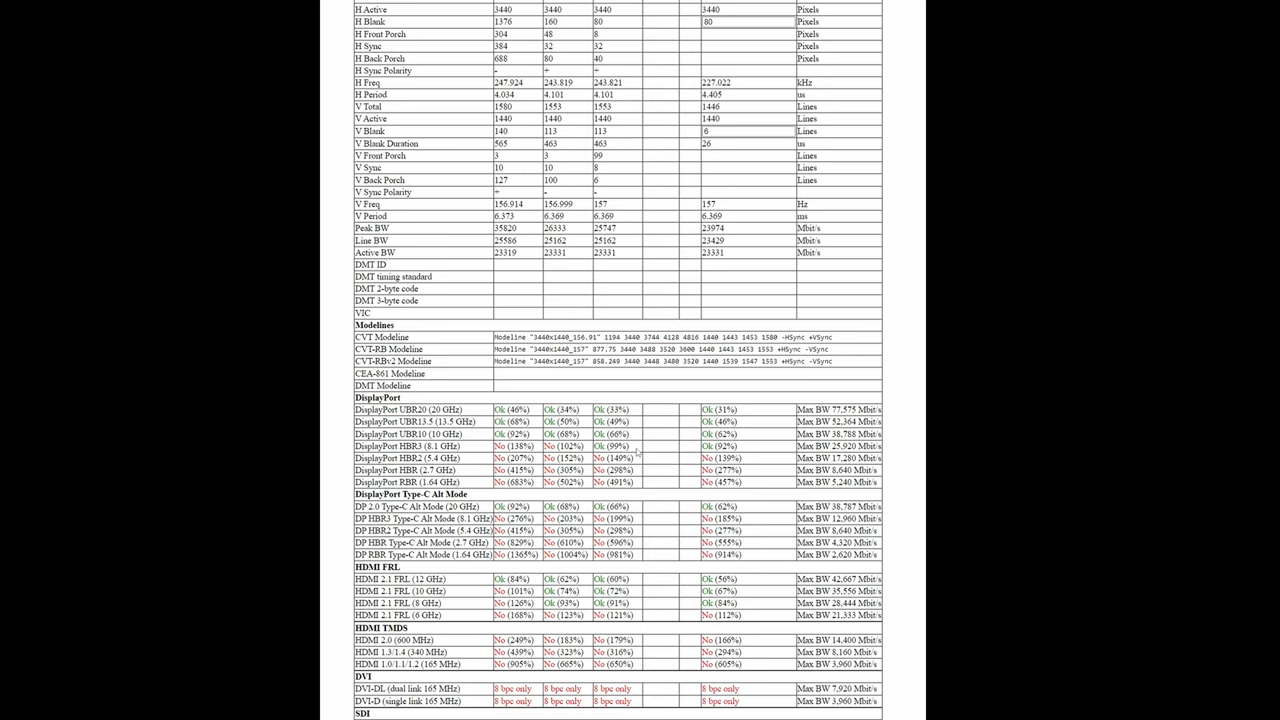 H Active 3440 3440 3440 3440 Pixels
H Blank 1376 160 80 80 Pixels
H Front Porch 304 48 8 Pixels
H Sync 384 32 32 Pixels
H Back Porch 688 80 40 Pixels
H Sync Polarity - + +
H Freq 247.924 243.819 243.821 227.022 kHz
H Period 4.034 4.101 4.101 4.405 us
V Total 1580 1553 1553 1446 Lines
V Active 1440 1440 1440 1440 Lines
V Blank 140 113 113 6 Lines
V Blank Duration 565 463 463 26 us
V Front Porch 3 3 99 Lines
V Sync 10 10 8 Lines
V Back Porch 127 100 6 Lines
V Sync Polarity + - -
V Freq 156.914 156.999 157 157 Hz
V Period 6.373 6.369 6.369 6.369 ms
Peak BW 35820 26333 25747 23974 Mbit/s
Line BW 25586 25162 25162 23429 Mbit/s
Active BW 23319 23331 23331 23331 Mbit/s
DMT ID
DMT timing standard
DMT 2-byte code
DMT 3-byte code
VIC
Modelines
CVT Modeline Modeline "3440x1440_156.91" 1194 3440 3744 4128 4816 1440 1443 1453 1580 -HSync +VSync
CVT-RB Modeline Modeline "3440x1440_157" 877.75 3440 3488 3520 3600 1440 1443 1453 1553 +HSync -VSync
CVT-RBv2 Modeline Modeline "3440x1440_157" 858.249 3440 3448 3480 3520 1440 1539 1547 1553 +HSync -VSync
CEA-861 Modeline
DMT Modeline
DisplayPort
DisplayPort UBR20 (20 GHz) Ok (46%) Ok (34%) Ok (33%) Ok (31%) Max BW 77,575 Mbit/s
DisplayPort UBR13.5 (13.5 GHz) Ok (68%) Ok (50%) Ok (49%) Ok (46%) Max BW 52,364 Mbit/s
DisplayPort UBR10 (10 GHz) Ok (92%) Ok (68%) Ok (66%) Ok (62%) Max BW 38,788 Mbit/s
DisplayPort HBR3 (8.1 GHz) No (138%) No (102%) Ok (99%) Ok (92%) Max BW 25,920 Mbit/s
DisplayPort HBR2 (5.4 GHz) No (207%) No (152%) No (149%) No (139%) Max BW 17,280 Mbit/s
DisplayPort HBR (2.7 GHz) No (415%) No (305%) No (298%) No (277%) Max BW 8,640 Mbit/s
DisplayPort RBR (1.64 GHz) No (683%) No (502%) No (491%) No (457%) Max BW 5,240 Mbit/s
DisplayPort Type-C Alt Mode
DP 2.0 Type-C Alt Mode (20 GHz) Ok (92%) Ok (68%) Ok (66%) Ok (62%) Max BW 38,787 Mbit/s
DP HBR3 Type-C Alt Mode (8.1 GHz) No (276%) No (203%) No (199%) No (185%) Max BW 12,960 Mbit/s
DP HBR2 Type-C Alt Mode (5.4 GHz) No (415%) No (305%) No (298%) No (277%) Max BW 8,640 Mbit/s
DP HBR Type-C Alt Mode (2.7 GHz) No (829%) No (610%) No (596%) No (555%) Max BW 4,320 Mbit/s
DP RBR Type-C Alt Mode (1.64 GHz) No (1365%) No (1004%) No (981%) No (914%) Max BW 2,620 Mbit/s
HDMI FRL
HDMI 2.1 FRL (12 GHz) Ok (84%) Ok (62%) Ok (60%) Ok (56%) Max BW 42,667 Mbit/s
HDMI 2.1 FRL (10 GHz) No (101%) Ok (74%) Ok (72%) Ok (67%) Max BW 35,556 Mbit/s
HDMI 2.1 FRL (8 GHz) No (126%) Ok (93%) Ok (91%) Ok (84%) Max BW 28,444 Mbit/s
HDMI 2.1 FRL (6 GHz) No (168%) No (123%) No (121%) No (112%) Max BW 21,333 Mbit/s
HDMI TMDS
HDMI 2.0 (600 MHz) No (249%) No (183%) No (179%) No (166%) Max BW 14,400 Mbit/s
HDMI 1.3/1.4 (340 MHz) No (439%) No (323%) No (316%) No (294%) Max BW 8,160 Mbit/s
HDMI 1.0/1.1/1.2 (165 MHz) No (905%) No (665%) No (650%) No (605%) Max BW 3,960 Mbit/s
DVI
DVI-DL (dual link 165 MHz) 8 bpc only 8 bpc only 8 bpc only 8 bpc only Max BW 7,920 Mbit/s
DVI-D (single link 165 MHz) 8 bpc only 8 bpc only 8 bpc only 8 bpc only Max BW 3,960 Mbit/s
SDI